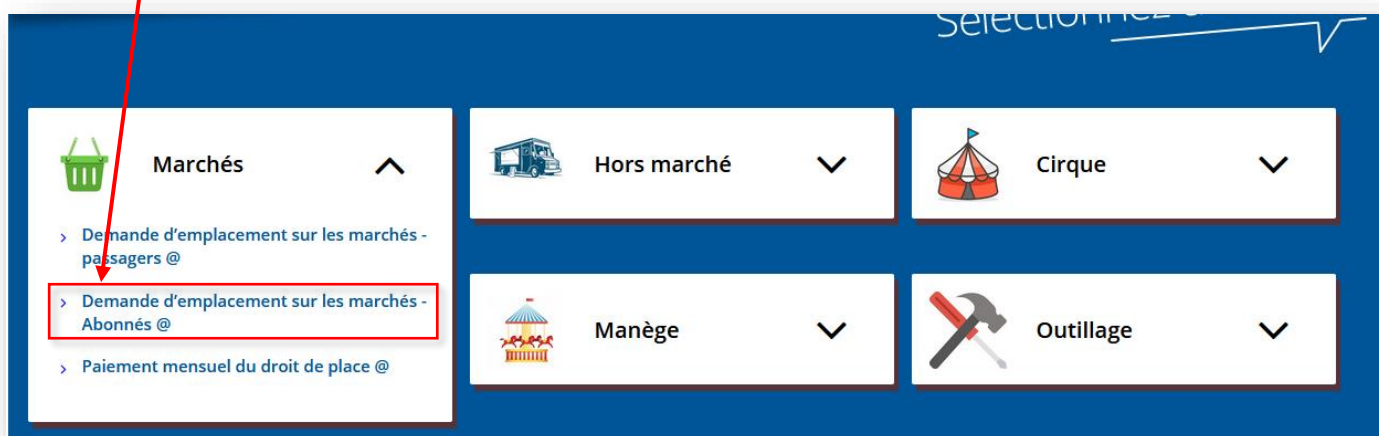 Sélectionnez
Marchés
Demande d'emplacement sur les marchés -
passagers @
Demande d'emplacement sur les marchés -
Abonnés @
Paiement mensuel du droit de place @
Hors marché
Cirque
Manège
Outillage